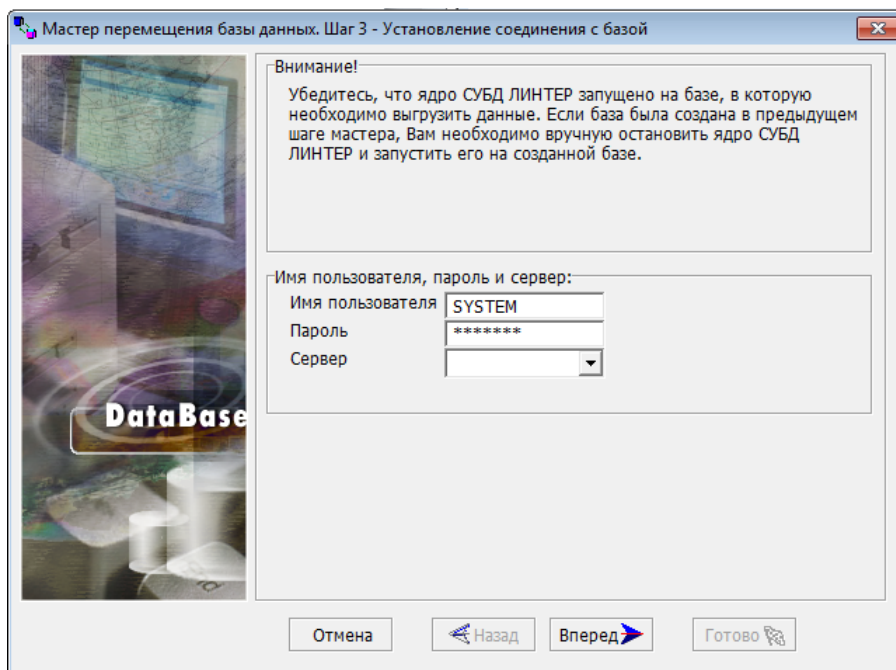 Мастер перемещения базы данных. Шаг 3 - Установление соединения с базой
Внимание!
Убедитесь, что ядро СУБД ЛИНТЕР запущено на базе, в которую
необходимо выгрузить данные. Если база была создана в предыдущем
шаге мастера, Вам необходимо вручную остановить ядро СУБД
ЛИНТЕР и запустить его на созданной базе.
DataBase
Имя пользователя, пароль и сервер:
Имя пользователя SYSTEM
Пароль *******
Сервер
Отмена Назад Вперед Готово